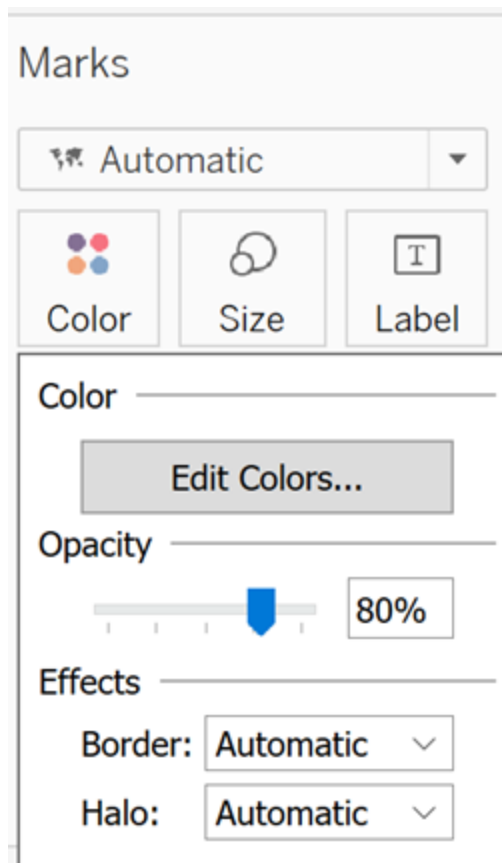 Marks
Automatic
Color Size Label
Color
Edit Colors...
Opacity
80%
Effects
Border: Automatic
Halo: Automatic